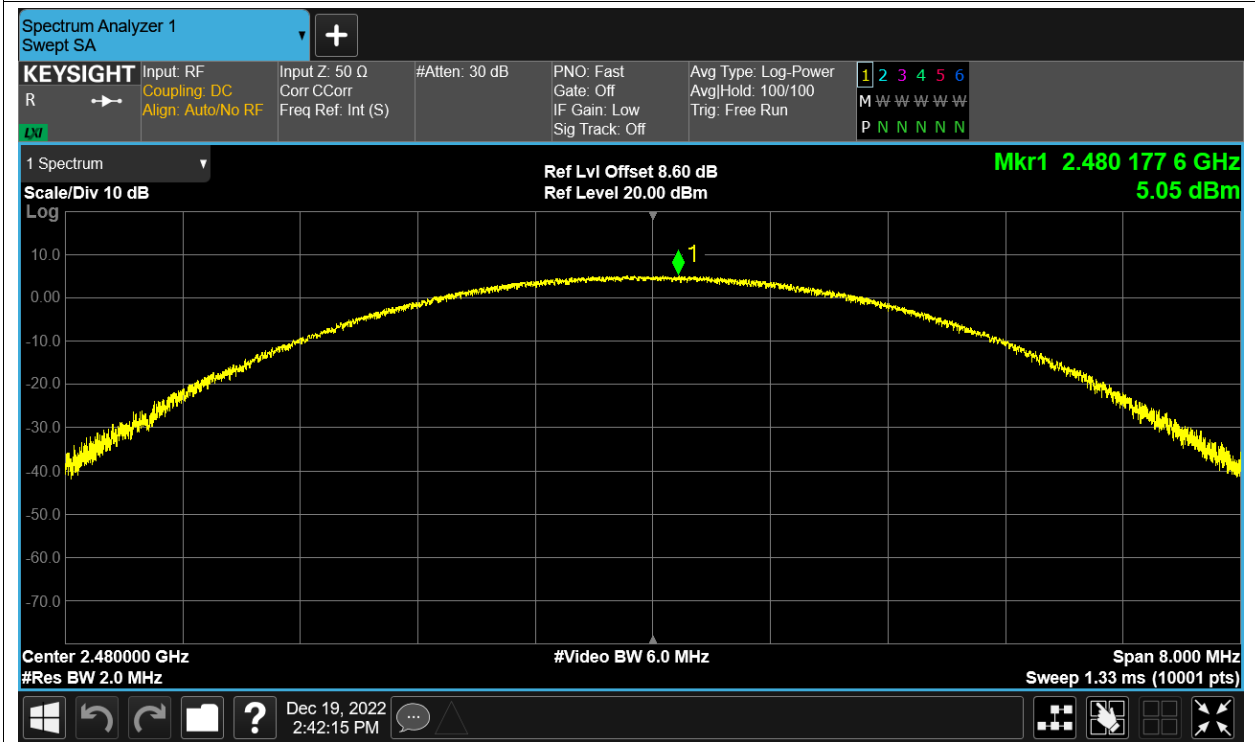 Spectrum Analyzer 1
Swept SA
KEYSIGHT
R
LXI
Input: RF
Coupling: DC
Align: Auto/No RF
Input Z: 50 Ω
Corr CCorr
Freq Ref: Int (S)
#Atten: 30 dB
PNO: Fast
Gate: Off
IF Gain: Low
Sig Track: Off
Avg Type: Log-Power
Avg|Hold: 100/100
Trig: Free Run
1 2 3 4 5 6
M W W W W W
P N N N N N
1 Spectrum
Scale/Div 10 dB
Ref Lvl Offset 8.60 dB
Ref Level 20.00 dBm
Mkr1 2.480 177 6 GHz
5.05 dBm
Log
1
10.0
0.00
-10.0
-20.0
-30.0
-40.0
-50.0
-60.0
-70.0
Center 2.480000 GHz
#Video BW 6.0 MHz
Span 8.000 MHz
#Res BW 2.0 MHz
Sweep 1.33 ms (10001 pts)
?
Dec 19, 2022
2:42:15 PM